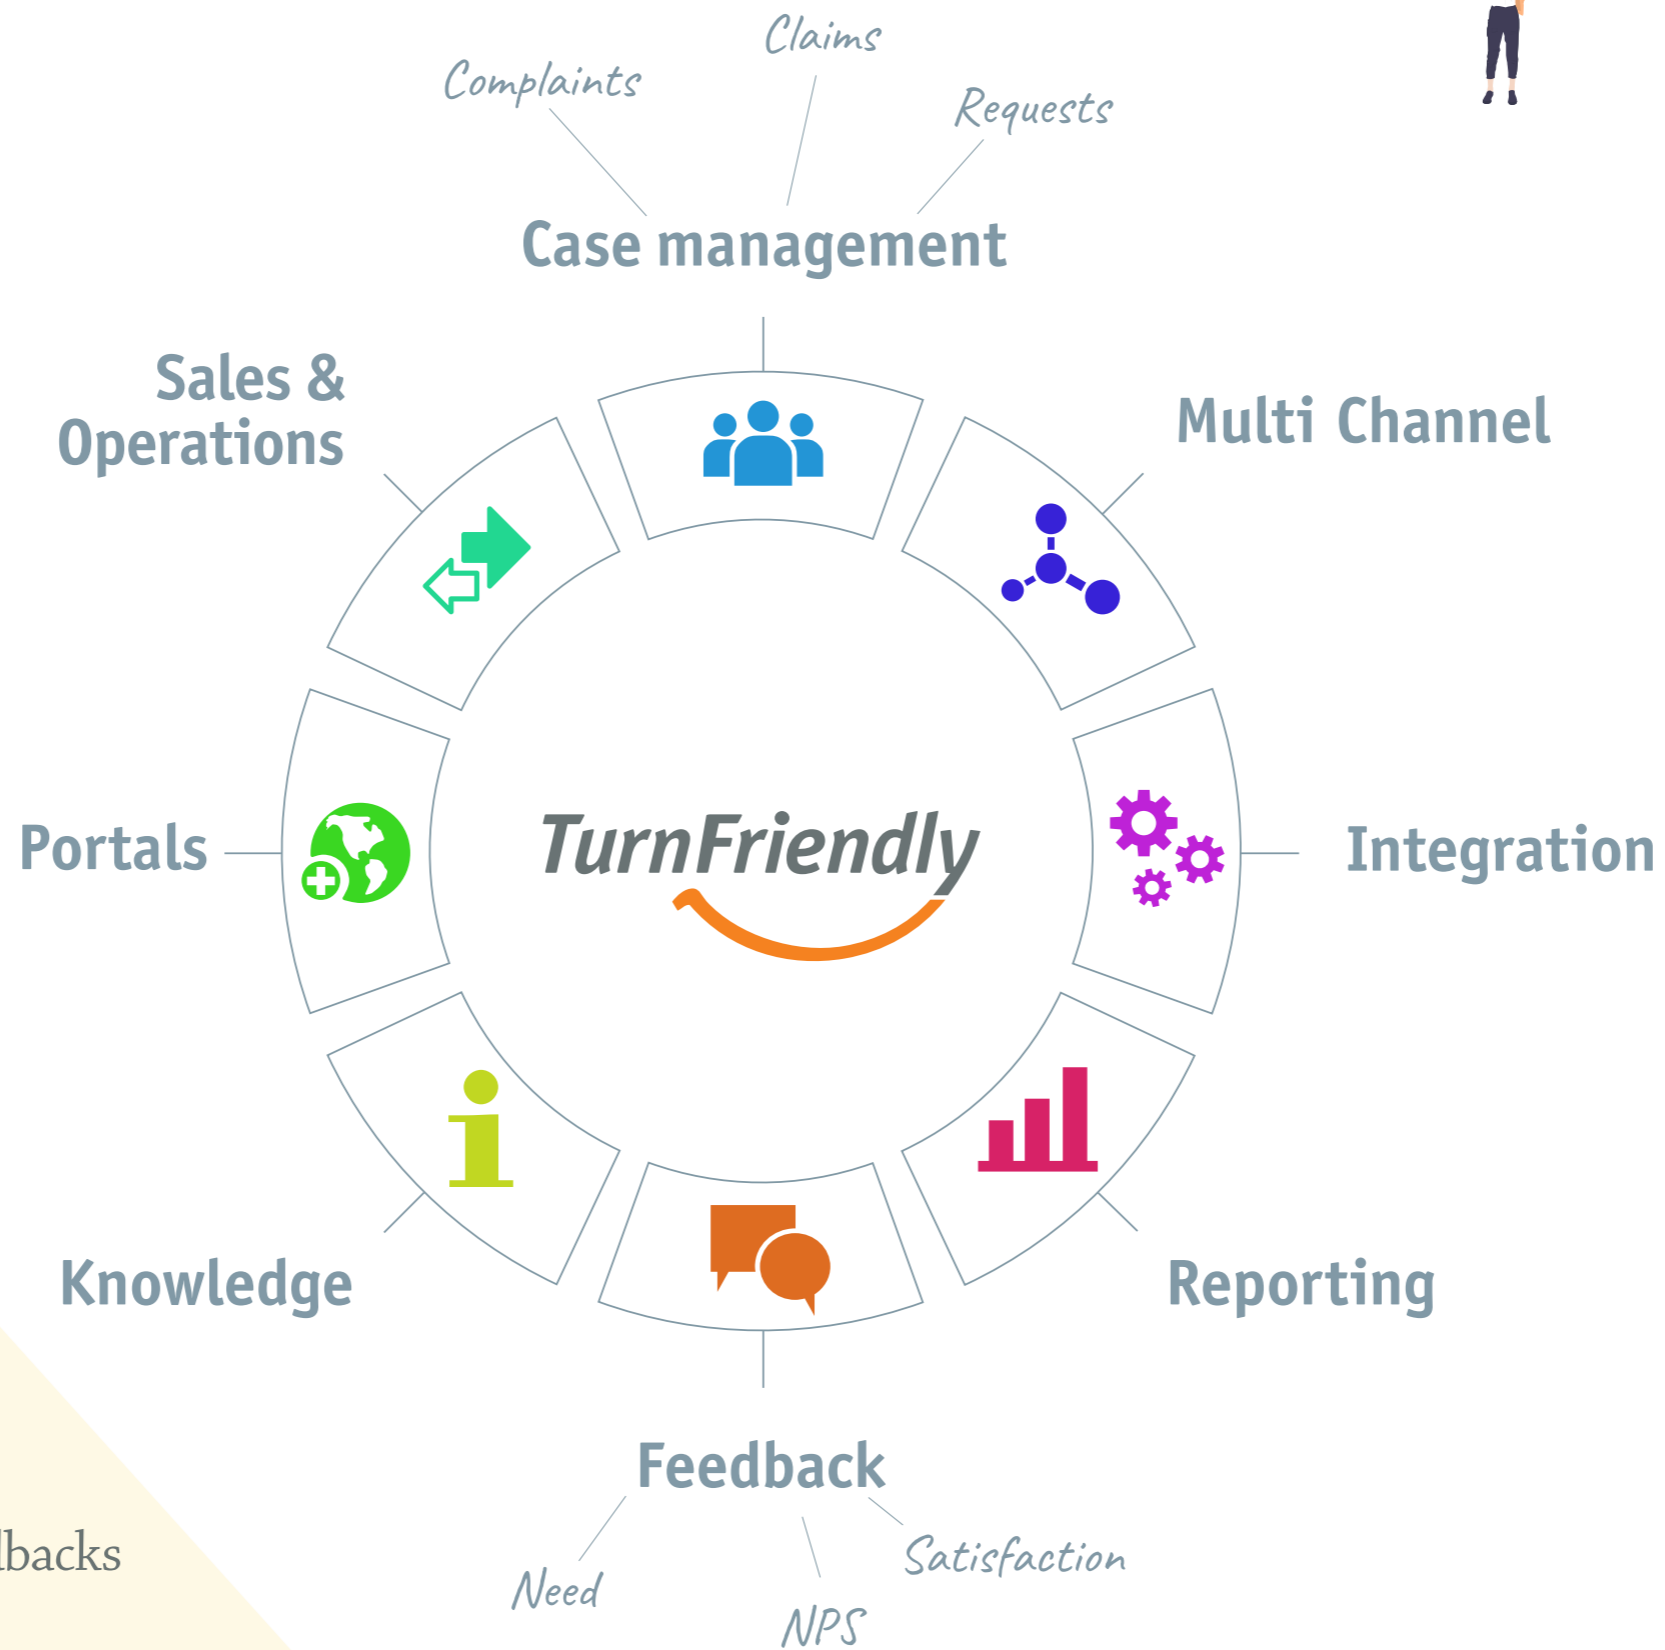 Claims
Complaints
Requests
Case management
Sales &
Operations
Multi Channel
TurnFriendly
Portals
Integration
Knowledge
Reporting
Feedback
Satisfaction
Need
NPS